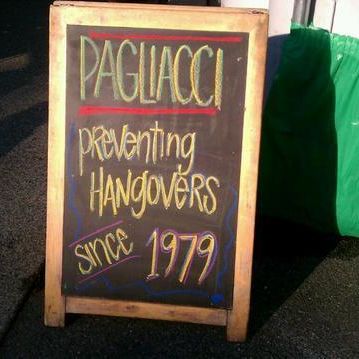 PAGLIACCI
preventing
HANGOVERS
since 1979